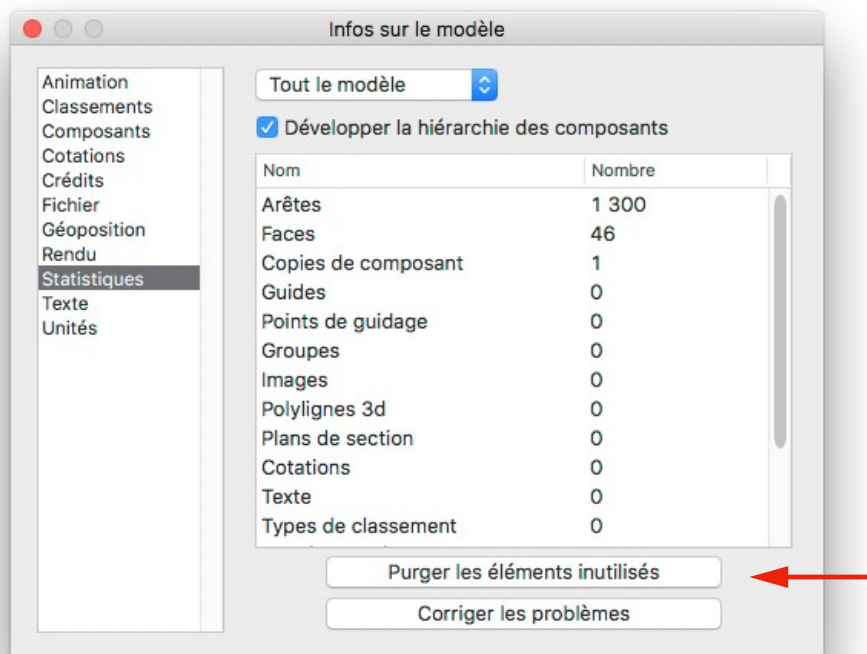 Infos sur le modèle
Animation
Classements
Composants
Cotations
Crédits
Fichier
Géoposition
Rendu
Statistiques
Texte
Unités
Tout le modèle
Développer la hiérarchie des composants
Nom Nombre
Arêtes 1 300
Faces 46
Copies de composant 1
Guides 0
Points de guidage 0
Groupes 0
Images 0
Polylignes 3d 0
Plans de section 0
Cotations 0
Texte 0
Types de classement 0
Purger les éléments inutilisés
Corriger les problèmes